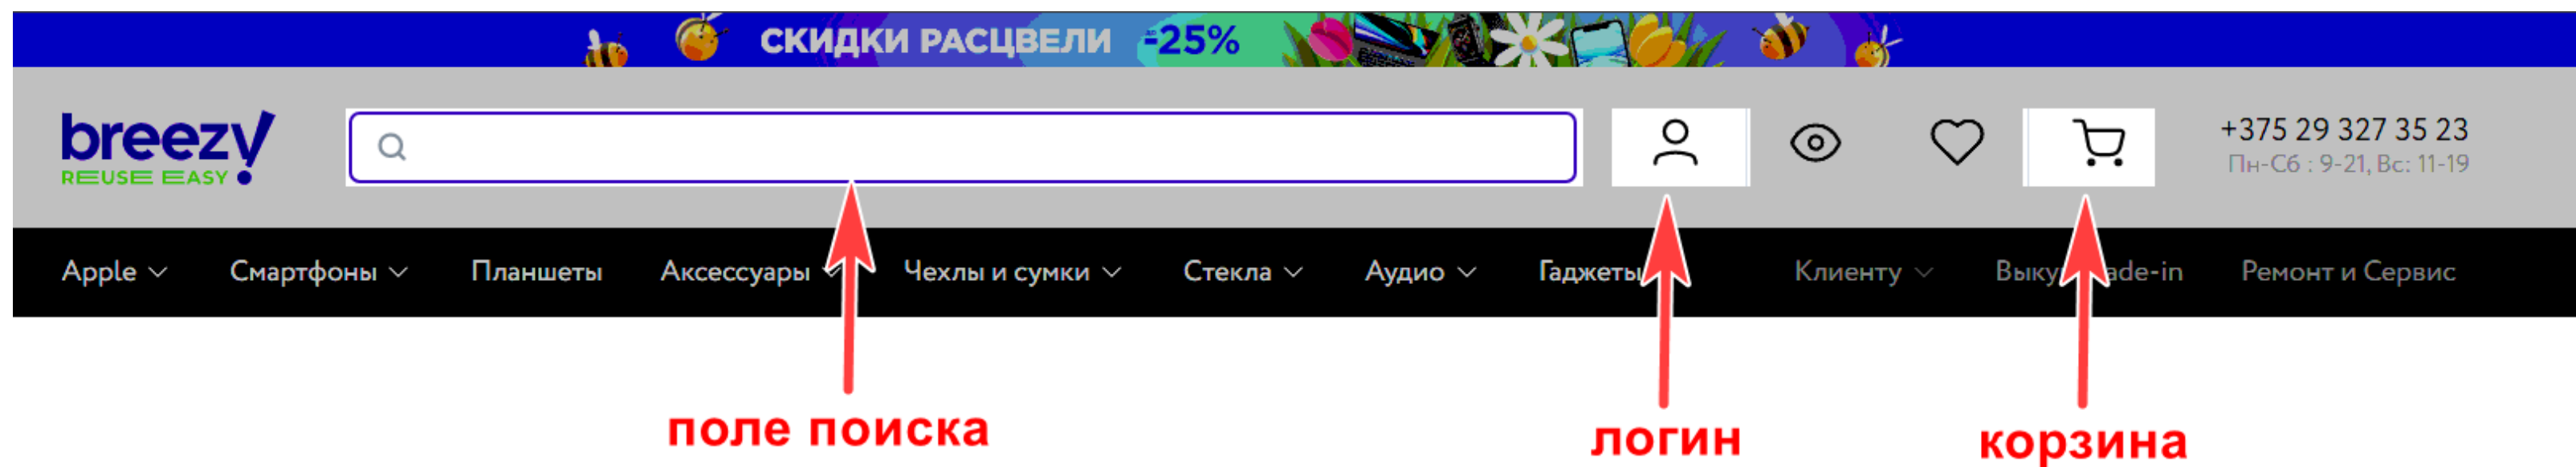 СКИДКИ РАСЦВЕЛИ -25%
breezy!
REUSE EASY
+375 29 327 35 23
Пн-Сб : 9-21, Вс: 11-19
Apple Смартфоны Планшеты Аксессуары Чехлы и сумки Стекла Аудио Гаджеты Клиенту Ремонт и Сервис
поле поиска
логин
корзина